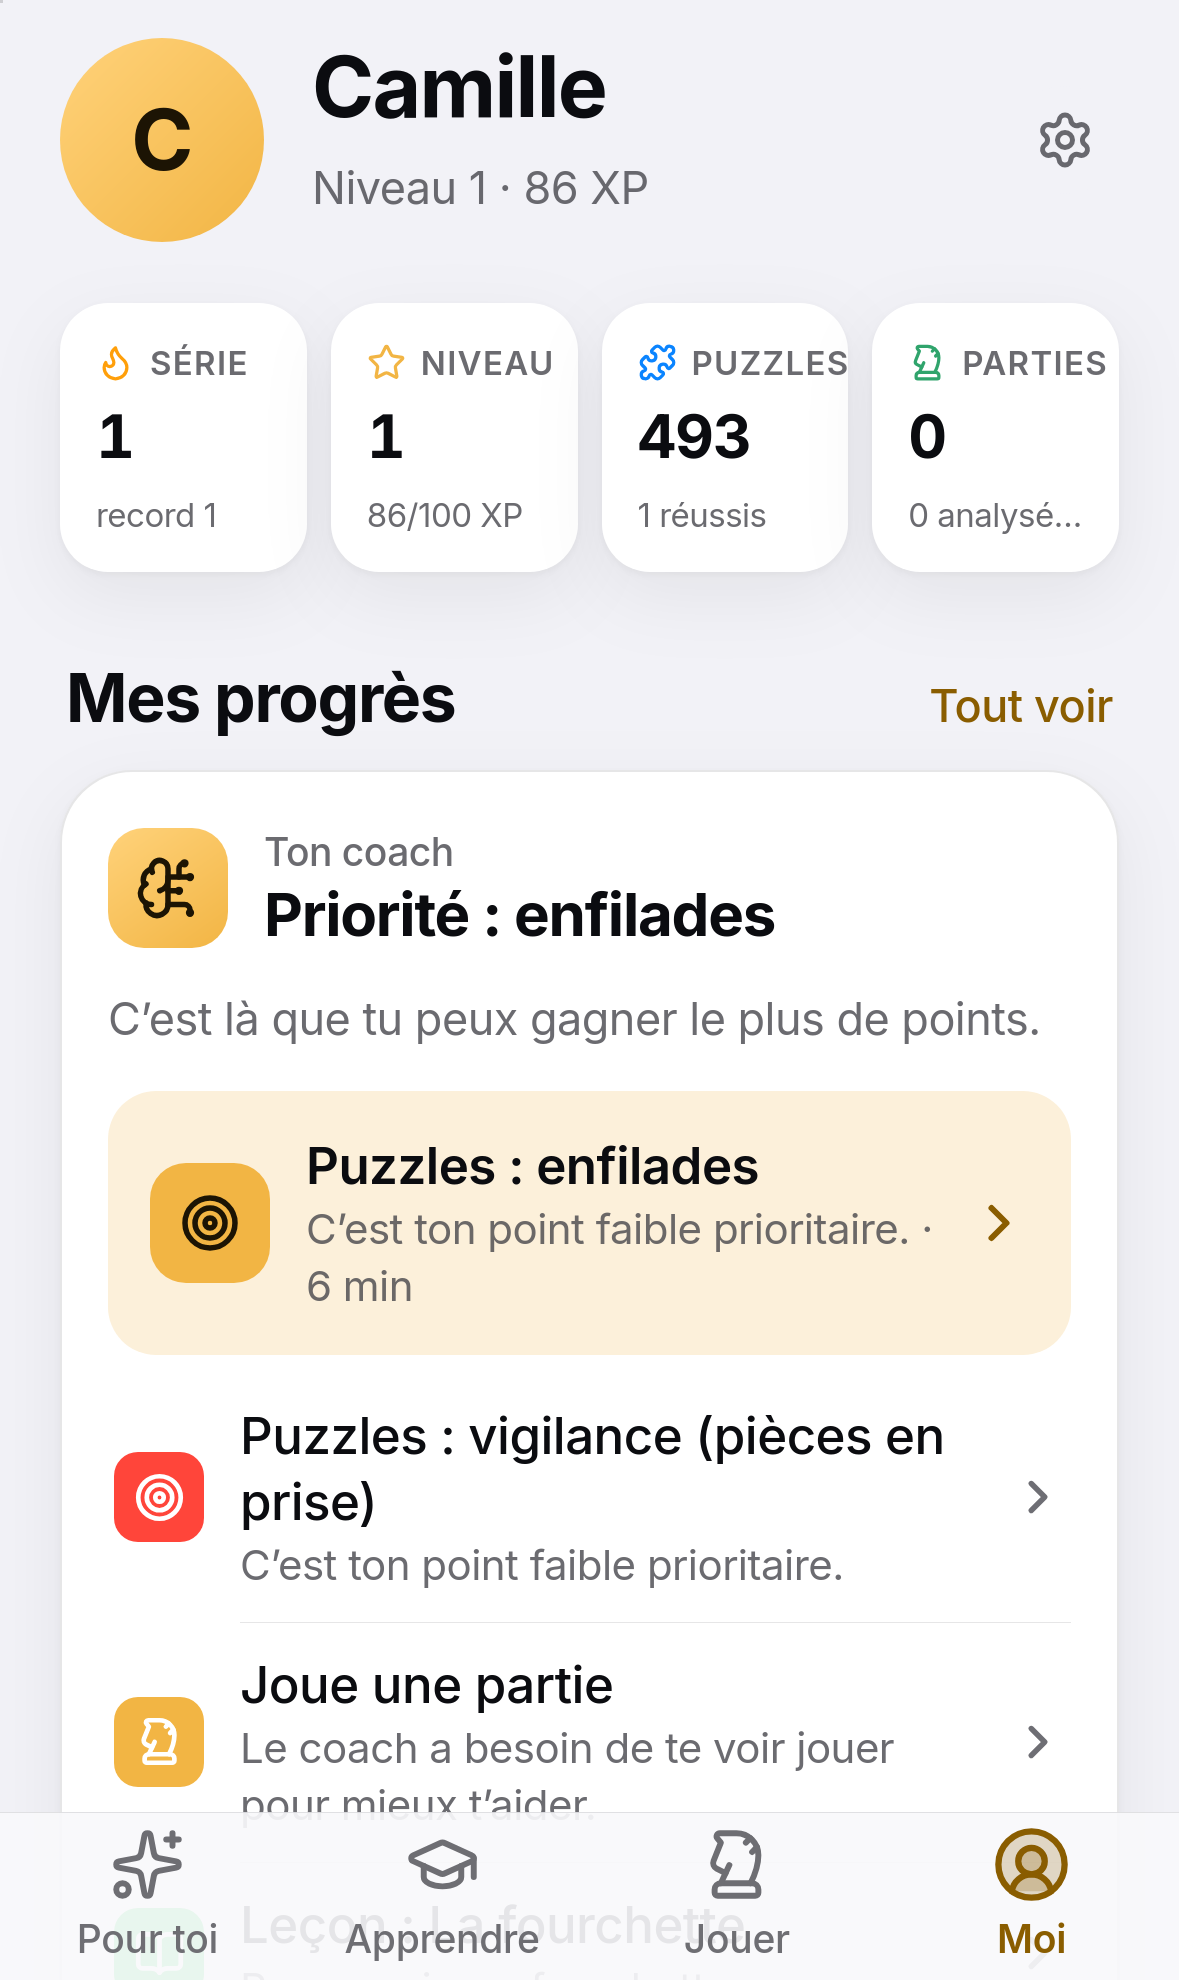 C
Camille
Niveau 1 · 86 XP
SÉRIE
1
record 1
NIVEAU
1
86/100 XP
PUZZLES
493
1 réussis
PARTIES
0
0 analysé...
Mes progrès
Tout voir
Ton coach
Priorité : enfilades
C’est là que tu peux gagner le plus de points.
Puzzles : enfilades
C’est ton point faible prioritaire. ·
6 min
Puzzles : vigilance (pièces en
prise)
C’est ton point faible prioritaire.
Joue une partie
Le coach a besoin de te voir jouer
pour mieux t’aider.
Leçon : La fourchette
Pour toi
Apprendre
Jouer
Moi